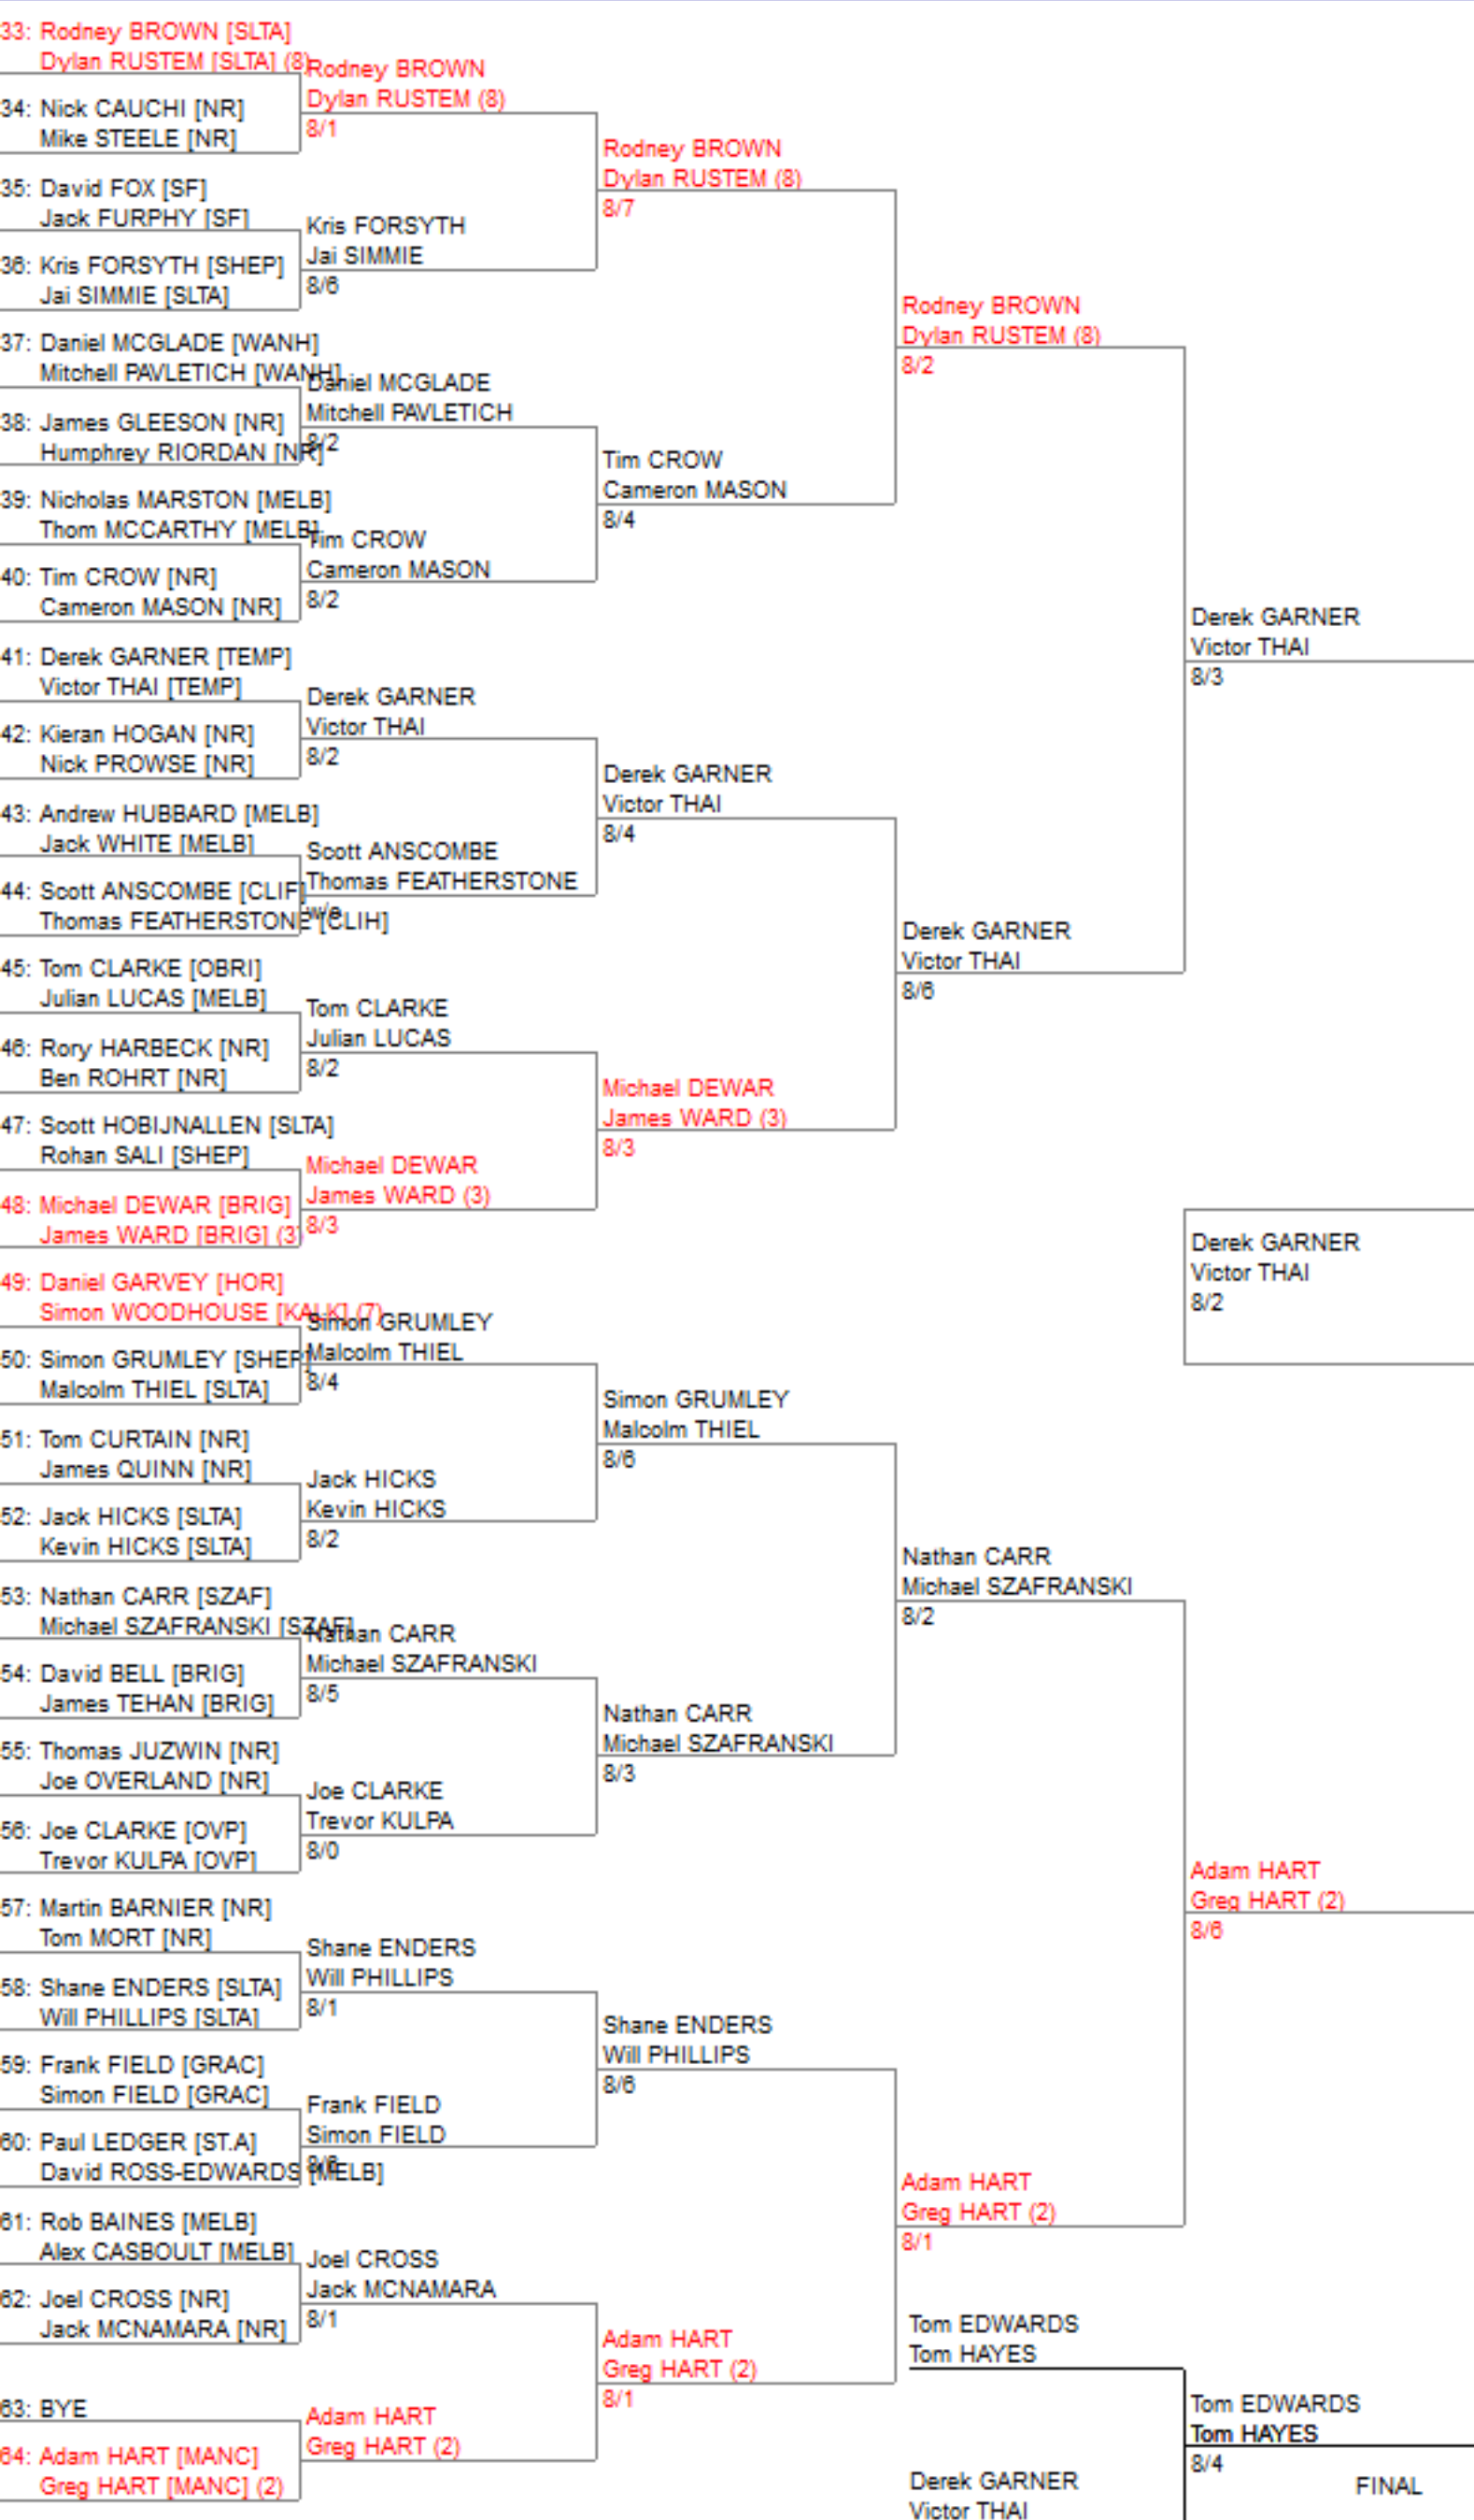 33: Rodney BROWN [SLTA]
Dylan RUSTEM [SLTA] (8)
34: Nick CAUCHI [NR]
Mike STEELE [NR]
35: David FOX [SF]
Jack FURPHY [SF]
36: Kris FORSYTH [SHEP]
Jai SIMMIE [SLTA]
37: Daniel MCGLADE [WANH]
Mitchell PAVLETICH [WANH]
38: James GLEESON [NR]
Humphrey RIORDAN [NR]
39: Nicholas MARSTON [MELB]
Thom MCCARTHY [MELB]
40: Tim CROW [NR]
Cameron MASON [NR]
41: Derek GARNER [TEMP]
Victor THAI [TEMP]
42: Kieran HOGAN [NR]
Nick PROWSE [NR]
43: Andrew HUBBARD [MELB]
Jack WHITE [MELB]
44: Scott ANSCOMBE [CLIF]
Thomas FEATHERSTONE [CLIH]
45: Tom CLARKE [OBRI]
Julian LUCAS [MELB]
46: Rory HARBECK [NR]
Ben ROHRT [NR]
47: Scott HOBIJNALLEN [SLTA]
Rohan SALI [SHEP]
48: Michael DEWAR [BRIG]
James WARD [BRIG] (3)
49: Daniel GARVEY [HOR]
Simon WOODHOUSE [KALK] (7)
50: Simon GRUMLEY [SHEP]
Malcolm THIEL [SLTA]
51: Tom CURTAIN [NR]
James QUINN [NR]
52: Jack HICKS [SLTA]
Kevin HICKS [SLTA]
53: Nathan CARR [SZAF]
Michael SZAFRANSKI [SZAF]
54: David BELL [BRIG]
James TEHAN [BRIG]
55: Thomas JUZWIN [NR]
Joe OVERLAND [NR]
56: Joe CLARKE [OVP]
Trevor KULPA [OVP]
57: Martin BARNIER [NR]
Tom MORT [NR]
58: Shane ENDERS [SLTA]
Will PHILLIPS [SLTA]
59: Frank FIELD [GRAC]
Simon FIELD [GRAC]
60: Paul LEDGER [ST.A]
David ROSS-EDWARDS [MELB]
61: Rob BAINES [MELB]
Alex CASBOULT [MELB]
62: Joel CROSS [NR]
Jack MCNAMARA [NR]
63: BYE
64: Adam HART [MANC]
Greg HART [MANC] (2)
Rodney BROWN
Dylan RUSTEM (8)
8/1
Kris FORSYTH
Jai SIMMIE
8/6
Daniel MCGLADE
Mitchell PAVLETICH
8/2
Tim CROW
Cameron MASON
8/2
Derek GARNER
Victor THAI
8/2
Scott ANSCOMBE
Thomas FEATHERSTONE
Tom CLARKE
Julian LUCAS
8/2
Michael DEWAR
James WARD (3)
8/3
Simon GRUMLEY
Malcolm THIEL
8/4
Jack HICKS
Kevin HICKS
8/2
Nathan CARR
Michael SZAFRANSKI
8/5
Joe CLARKE
Trevor KULPA
8/0
Shane ENDERS
Will PHILLIPS
8/1
Frank FIELD
Simon FIELD
Joel CROSS
Jack MCNAMARA
8/1
Adam HART
Greg HART (2)
Rodney BROWN
Dylan RUSTEM (8)
8/7
Tim CROW
Cameron MASON
8/4
Derek GARNER
Victor THAI
8/4
Michael DEWAR
James WARD (3)
8/3
Simon GRUMLEY
Malcolm THIEL
8/6
Nathan CARR
Michael SZAFRANSKI
8/3
Shane ENDERS
Will PHILLIPS
8/6
Adam HART
Greg HART (2)
8/1
Rodney BROWN
Dylan RUSTEM (8)
8/2
Derek GARNER
Victor THAI
8/6
Nathan CARR
Michael SZAFRANSKI
8/2
Adam HART
Greg HART (2)
8/1
Derek GARNER
Victor THAI
8/3
Derek GARNER
Victor THAI
8/2
Adam HART
Greg HART (2)
8/6
Tom EDWARDS
Tom HAYES
Derek GARNER
Victor THAI
Tom EDWARDS
Tom HAYES
8/4
FINAL